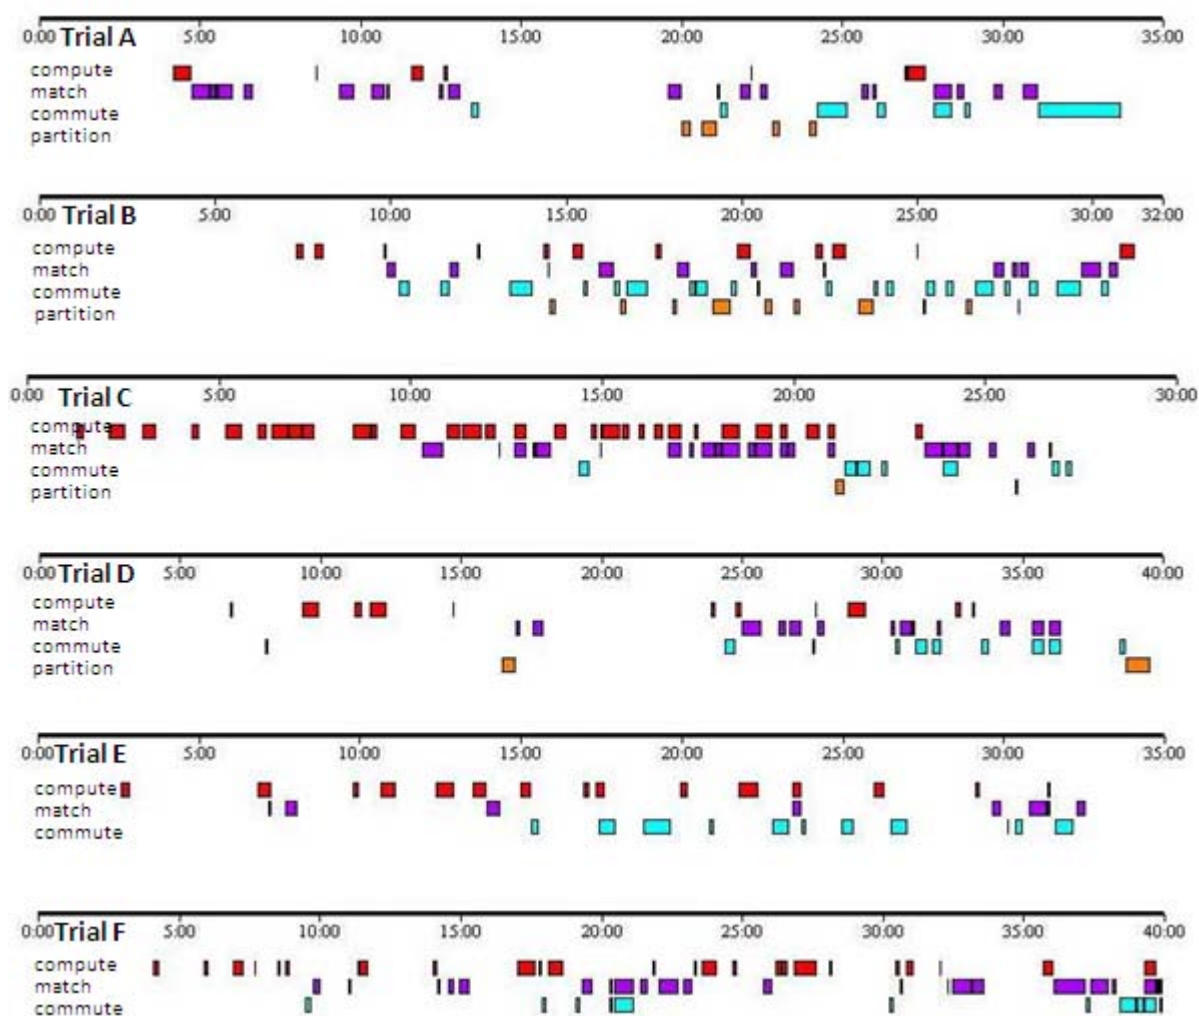 0:00 Trial A 5:00 10:00 15:00 20:00 25:00 30:00 35:00
compute
match
commute
partition
0:00 Trial B 5:00 10:00 15:00 20:00 25:00 30:00 32:00
compute
match
commute
partition
0:00 Trial C 5:00 10:00 15:00 20:00 25:00 30:00
compute
match
commute
partition
0:00 Trial D 5:00 10:00 15:00 20:00 25:00 30:00 35:00 40:00
compute
match
commute
partition
0:00 Trial E 5:00 10:00 15:00 20:00 25:00 30:00 35:00
compute
match
commute
0:00 Trial F 5:00 10:00 15:00 20:00 25:00 30:00 35:00 40:00
compute
match
commute